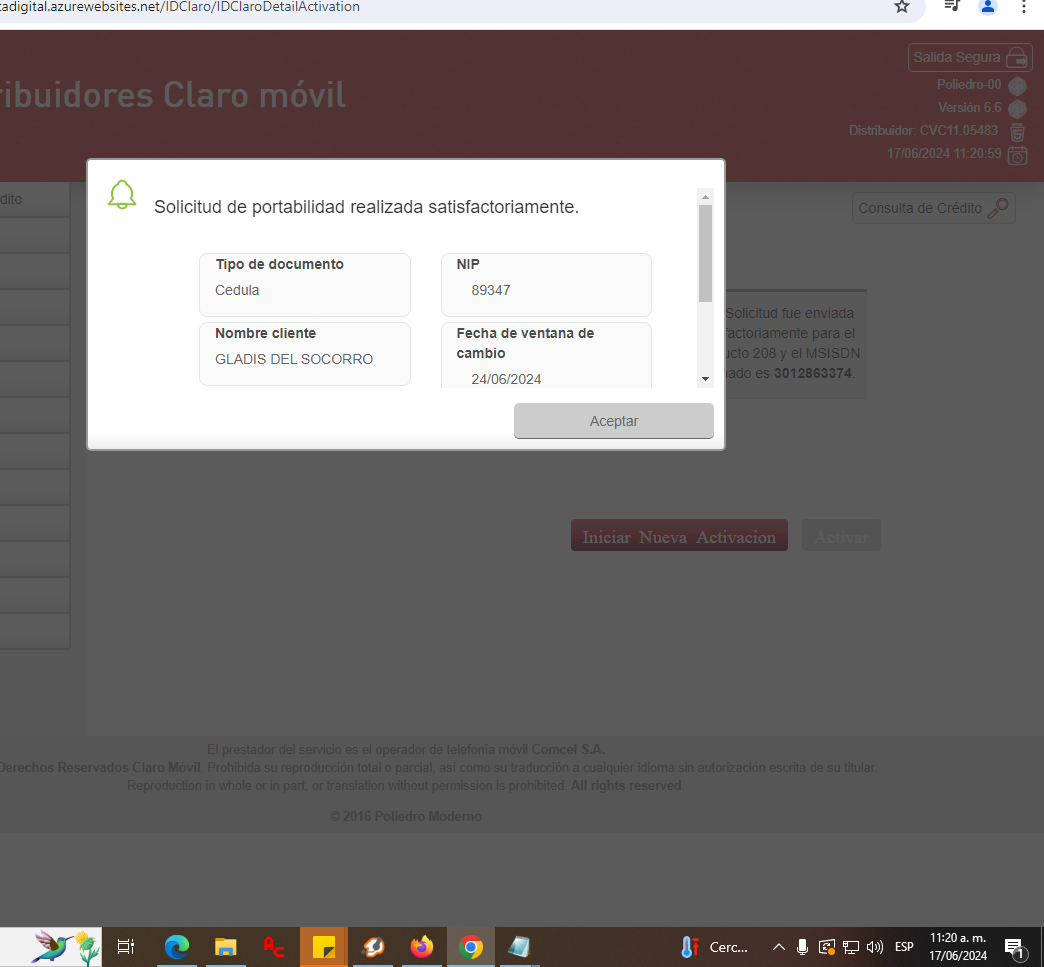 tadigital.azurewebsites.net/IDClaro/IDClaroDetailActivation
Salida Segura
ribuidores Claro móvil
Poliedro-00
Versión 6.6
Distribuidor: CVC11.05483
17/06/2024 11:20:59
dito
Consulta de Crédito
Solicitud de portabilidad realizada satisfactoriamente.
Tipo de documento
Cedula
NIP
89347
Nombre cliente
GLADIS DEL SOCORRO
Fecha de ventana de
cambio
24/06/2024
Aceptar
Solicitud fue enviada
factoriamente para el
ucto 208 y el MSISDN
ado es 3012863374.
Iniciar Nueva Activacion
Activar
El prestador del servicio es el operador de telefonía móvil Comcel S.A.
Derechos Reservados Claro Móvil. Prohibida su reproducción total o parcial, así como su traducción a cualquier idioma sin autorización escrita de su titular.
Reproduction in whole or in part, or translation without permission is prohibited. All rights reserved.
© 2016 Poliedro Moderno
Cerc...
ESP
11:20 a. m.
17/06/2024
1